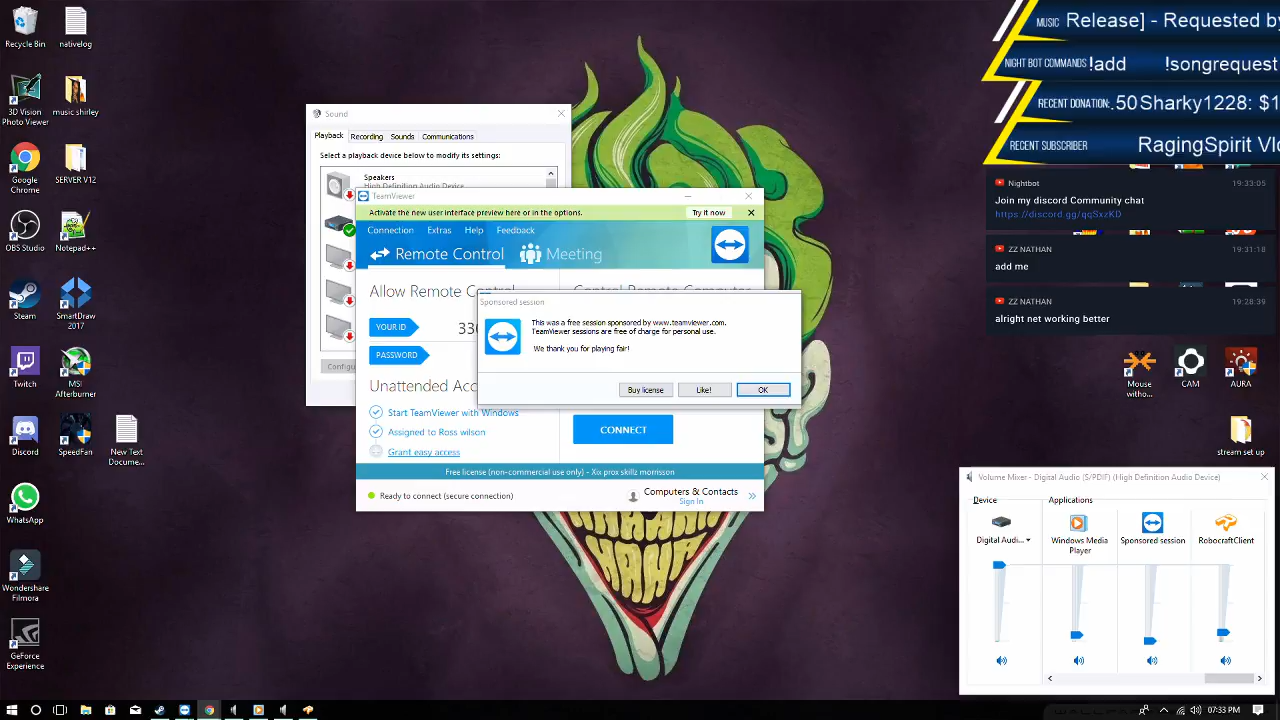 Recycle Bin
nativelog
3D Vision
Photo Viewer
music shirley
Google
Chrome
SERVER V12
OBS Studio
Notepad++
Steam
SmartDraw
2017
Twitch
MSI
Afterburner
Discord
SpeedFan
New Text
Docume...
WhatsApp
Wondershare
Filmora
GeForce
Experience
Sound
Playback
Recording
Sounds
Communications
Select a playback device below to modify its settings:
Speakers
High Definition Audio Device
Configu
TeamViewer
Activate the new user interface preview here or in the options.
Try it now
Connection
Extras
Help
Feedback
Remote Control
Meeting
Allow Remote Control
Control Remote Computer
YOUR ID
330
PASSWORD
Unattended Acc
Start TeamViewer with Windows
Assigned to Ross wilson
Grant easy access
CONNECT
Free license (non-commercial use only) - Xix prox skillz morrisson
Ready to connect (secure connection)
Computers & Contacts
Sign In
Sponsored session
This was a free session sponsored by www.teamviewer.com.
TeamViewer sessions are free of charge for personal use.
We thank you for playing fair!
Buy license
Like!
OK
MUSIC
Release] - Requested by
NIGHT BOT COMMANDS
!add
!songrequest
RECENT DONATION:
.50
Sharky1228: $1
RECENT SUBSCRIBER
RagingSpirit Vl
Nightbot
19:33:03
Join my discord Community chat
https://discord.gg/qqSxzKD
ZZ NATHAN
19:31:18
add me
ZZ NATHAN
19:28:39
alright net working better
Mouse
witho...
CAM
AURA
stream set up
Volume Mixer - Digital Audio (S/PDIF) (High Definition Audio Device)
Device
Applications
Digital Audi...
Windows Media
Player
Sponsored session
RobocraftClient
07:33 PM